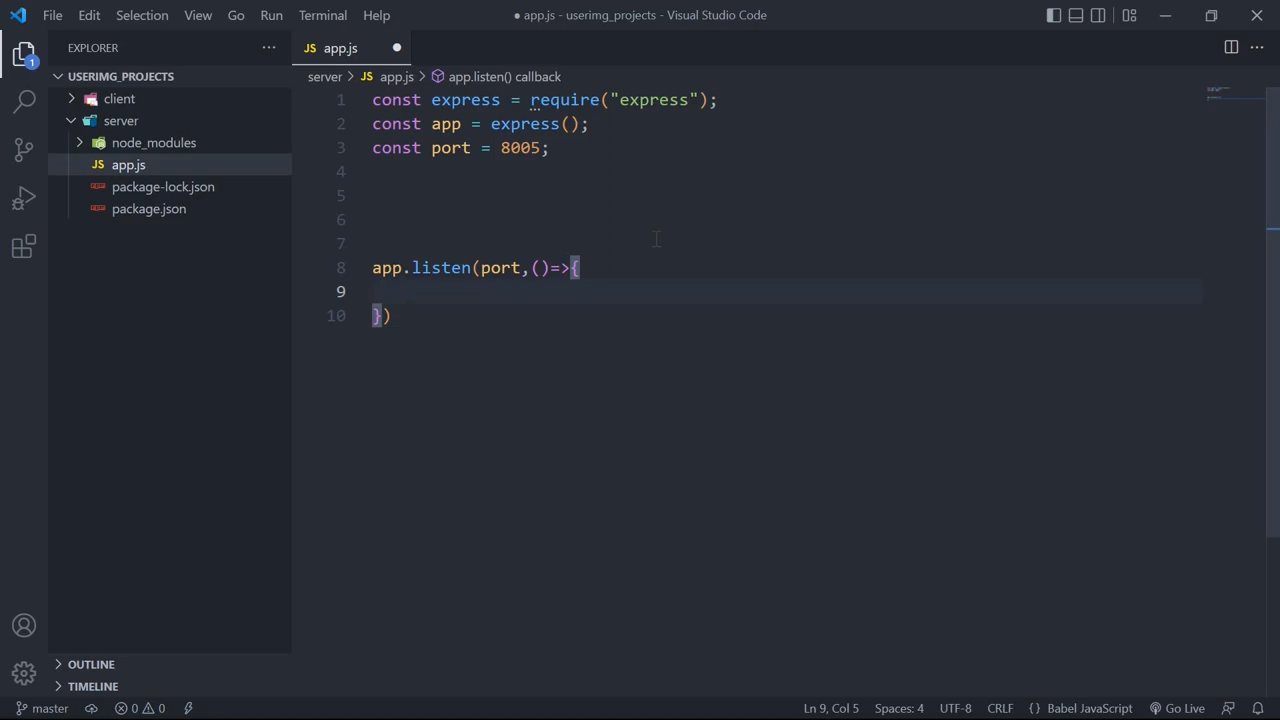 File Edit Selection View Go Run Terminal Help
● app.js - userimg_projects - Visual Studio Code
EXPLORER
JS app.js
USERIMG_PROJECTS
server > JS app.js > app.listen() callback
client
server
node_modules
JS app.js
package-lock.json
package.json
1 const express = require("express");
2 const app = express();
3 const port = 8005;
4
5
6
7
8 app.listen(port,()=>{
9
10 })
1
OUTLINE
TIMELINE
master 0 0 Ln 9, Col 5 Spaces: 4 UTF-8 CRLF {} Babel JavaScript Go Live